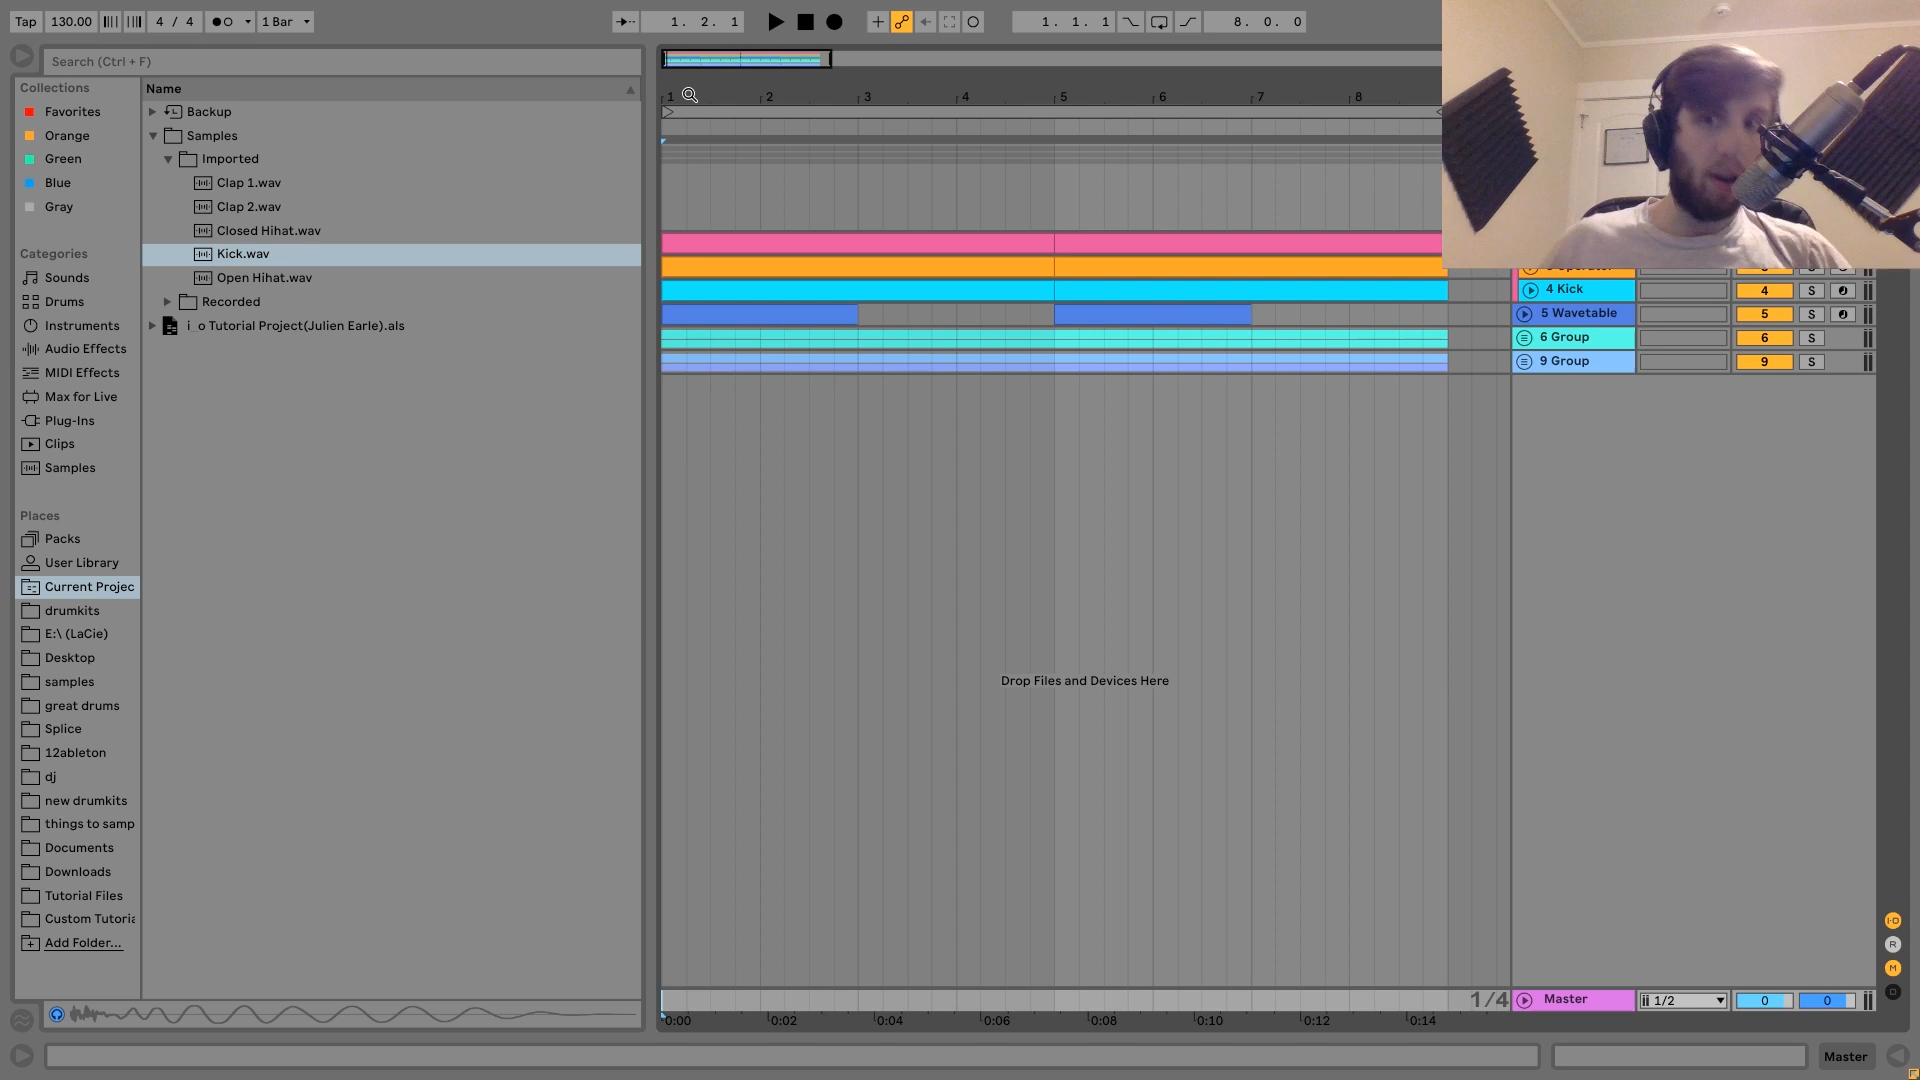 Tap 130.00 4 / 4 1 Bar 1. 2. 1 1. 1. 1 8. 0. 0
Search (Ctrl + F)
Collections
Favorites
Orange
Green
Blue
Gray
Categories
Sounds
Drums
Instruments
Audio Effects
MIDI Effects
Max for Live
Plug-Ins
Clips
Samples
Places
Packs
User Library
Current Projec
drumkits
E:\ (LaCie)
Desktop
samples
great drums
Splice
12ableton
dj
new drumkits
things to samp
Documents
Downloads
Tutorial Files
Custom Tutoria
Add Folder...
Name
Backup
Samples
Imported
Clap 1.wav
Clap 2.wav
Closed Hihat.wav
Kick.wav
Open Hihat.wav
Recorded
i_o Tutorial Project(Julien Earle).als
1 2 3 4 5 6 7 8
4 Kick 4 S
5 Wavetable 5 S
6 Group 6 S
9 Group 9 S
Drop Files and Devices Here
I·O
R
M
D
1/4 Master 1/2 0 0
0:00 0:02 0:04 0:06 0:08 0:10 0:12 0:14
Master